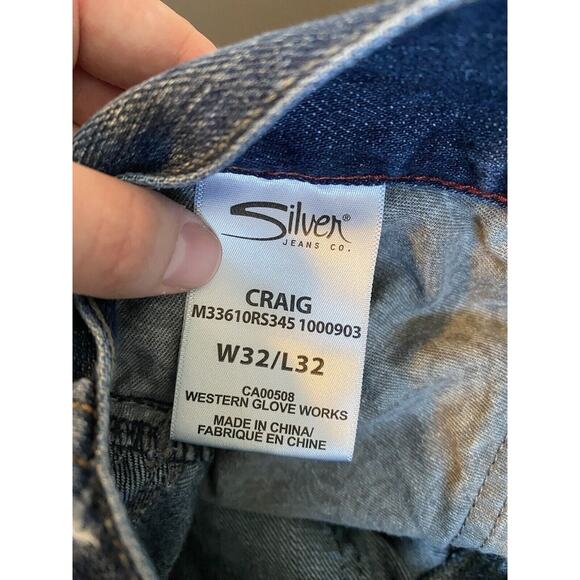 Silver®
JEANS CO.
CRAIG
M33610RS345 1000903
W32/L32
CA00508
WESTERN GLOVE WORKS
MADE IN CHINA/
FABRIQUÉ EN CHINE